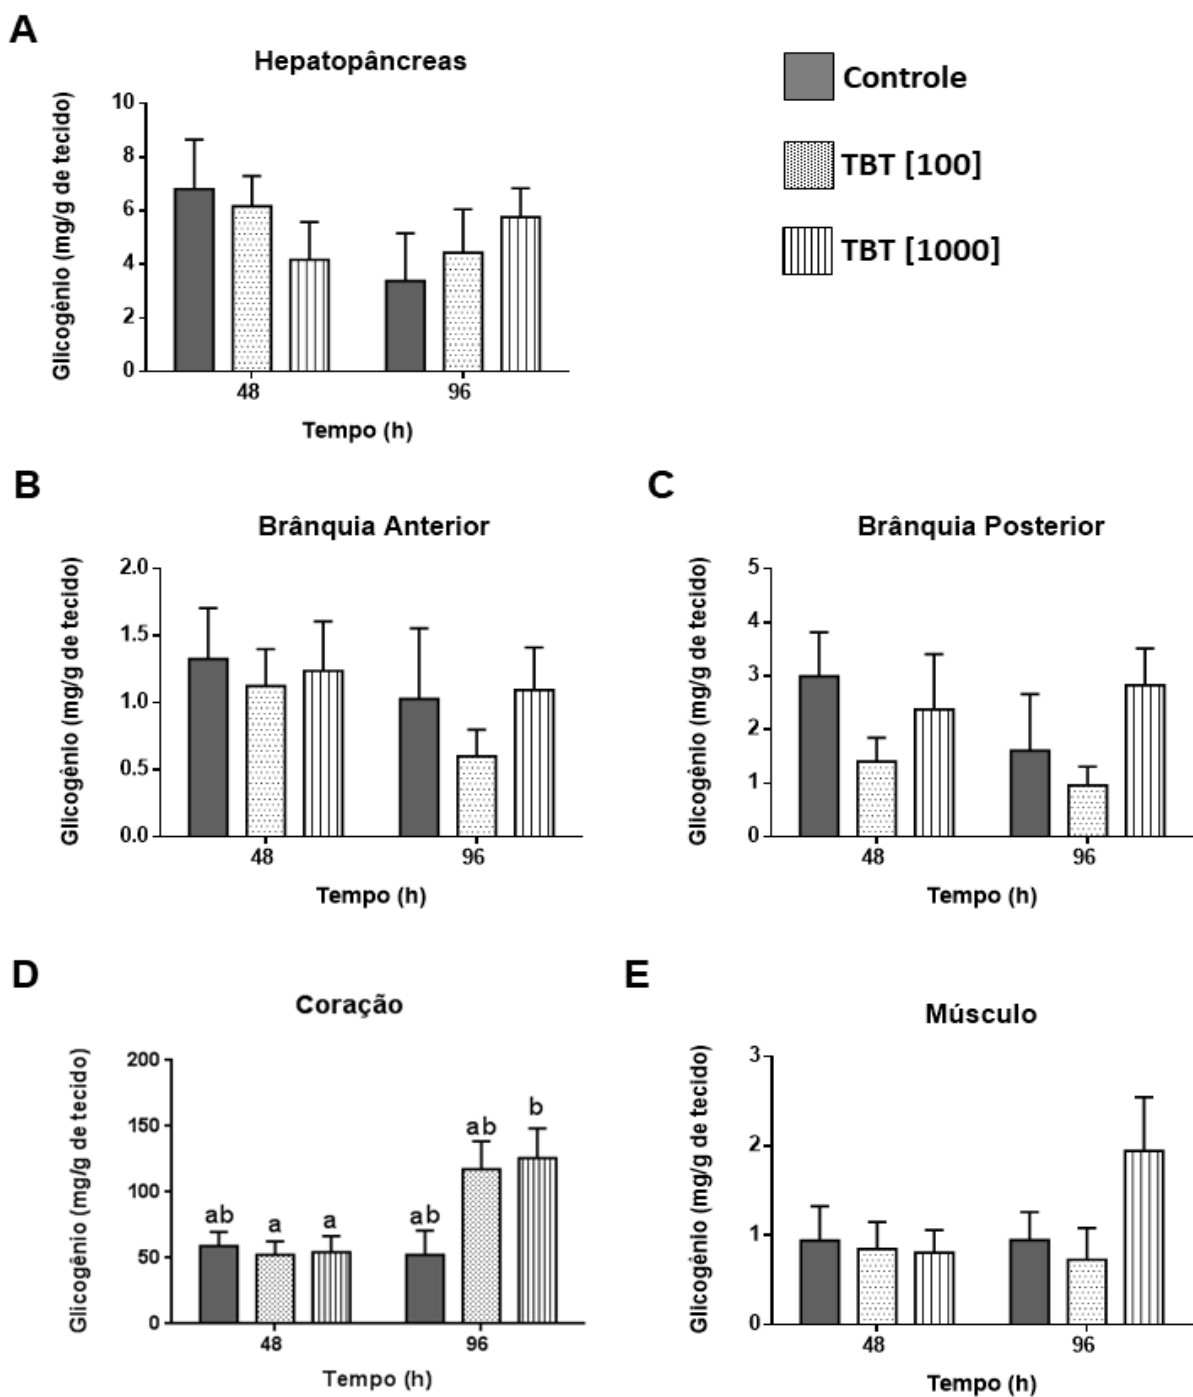 A
Hepatopâncreas
Glicogênio (mg/g de tecido)
10
8
6
4
2
0
48
96
Tempo (h)
Controle
TBT [100]
TBT [1000]
B
Brânquia Anterior
Glicogênio (mg/g de tecido)
2.0
1.5
1.0
0.5
0.0
48
96
Tempo (h)
C
Brânquia Posterior
Glicogênio (mg/g de tecido)
5
4
3
2
1
0
48
96
Tempo (h)
D
Coração
Glicogênio (mg/g de tecido)
200
150
100
50
0
ab
a
a
ab
ab
b
48
96
Tempo (h)
E
Músculo
Glicogênio (mg/g de tecido)
3
2
1
0
48
96
Tempo (h)